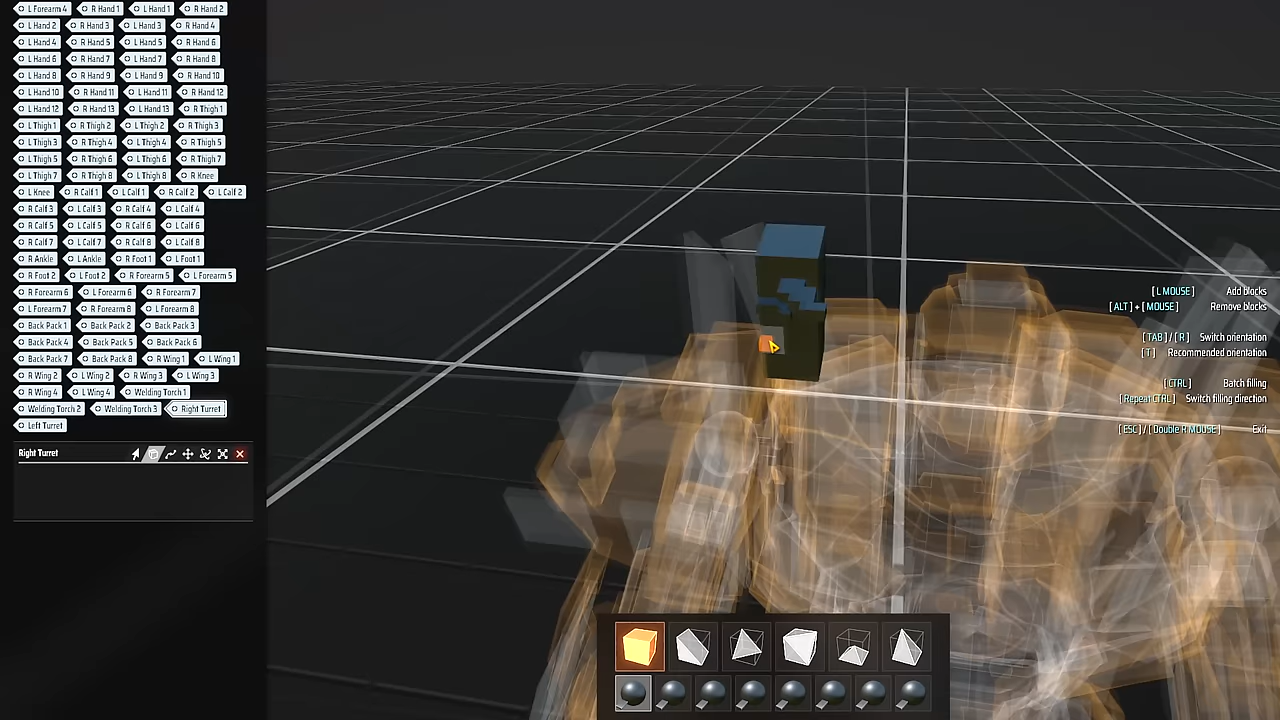 L Forearm 4 R Hand 1 L Hand 1 R Hand 2
L Hand 2 R Hand 3 L Hand 3 R Hand 4
L Hand 4 R Hand 5 L Hand 5 R Hand 6
L Hand 6 R Hand 7 L Hand 7 R Hand 8
L Hand 8 R Hand 9 L Hand 9 R Hand 10
L Hand 10 R Hand 11 L Hand 11 R Hand 12
L Hand 12 R Hand 13 L Hand 13 R Thigh 1
L Thigh 1 R Thigh 2 L Thigh 2 R Thigh 3
L Thigh 3 R Thigh 4 L Thigh 4 R Thigh 5
L Thigh 5 R Thigh 6 L Thigh 6 R Thigh 7
L Thigh 7 R Thigh 8 L Thigh 8 R Knee
L Knee R Calf 1 L Calf 1 R Calf 2 L Calf 2
R Calf 3 L Calf 3 R Calf 4 L Calf 4
R Calf 5 L Calf 5 R Calf 6 L Calf 6
R Calf 7 L Calf 7 R Calf 8 L Calf 8
R Ankle L Ankle R Foot 1 L Foot 1
R Foot 2 L Foot 2 R Forearm 5 L Forearm 5
R Forearm 6 L Forearm 6 R Forearm 7
L Forearm 7 R Forearm 8 L Forearm 8
Back Pack 1 Back Pack 2 Back Pack 3
Back Pack 4 Back Pack 5 Back Pack 6
Back Pack 7 Back Pack 8 R Wing 1 L Wing 1
R Wing 2 L Wing 2 R Wing 3 L Wing 3
R Wing 4 L Wing 4 Welding Torch 1
Welding Torch 2 Welding Torch 3 Right Turret
Left Turret
Right Turret
[L MOUSE] Add blocks
[ALT] + [MOUSE] Remove blocks
[TAB] / [R] Switch orientation
[T] Recommended orientation
[CTRL] Batch filling
[Repeat CTRL] Switch filling direction
[ESC] / [Double R MOUSE] Exit